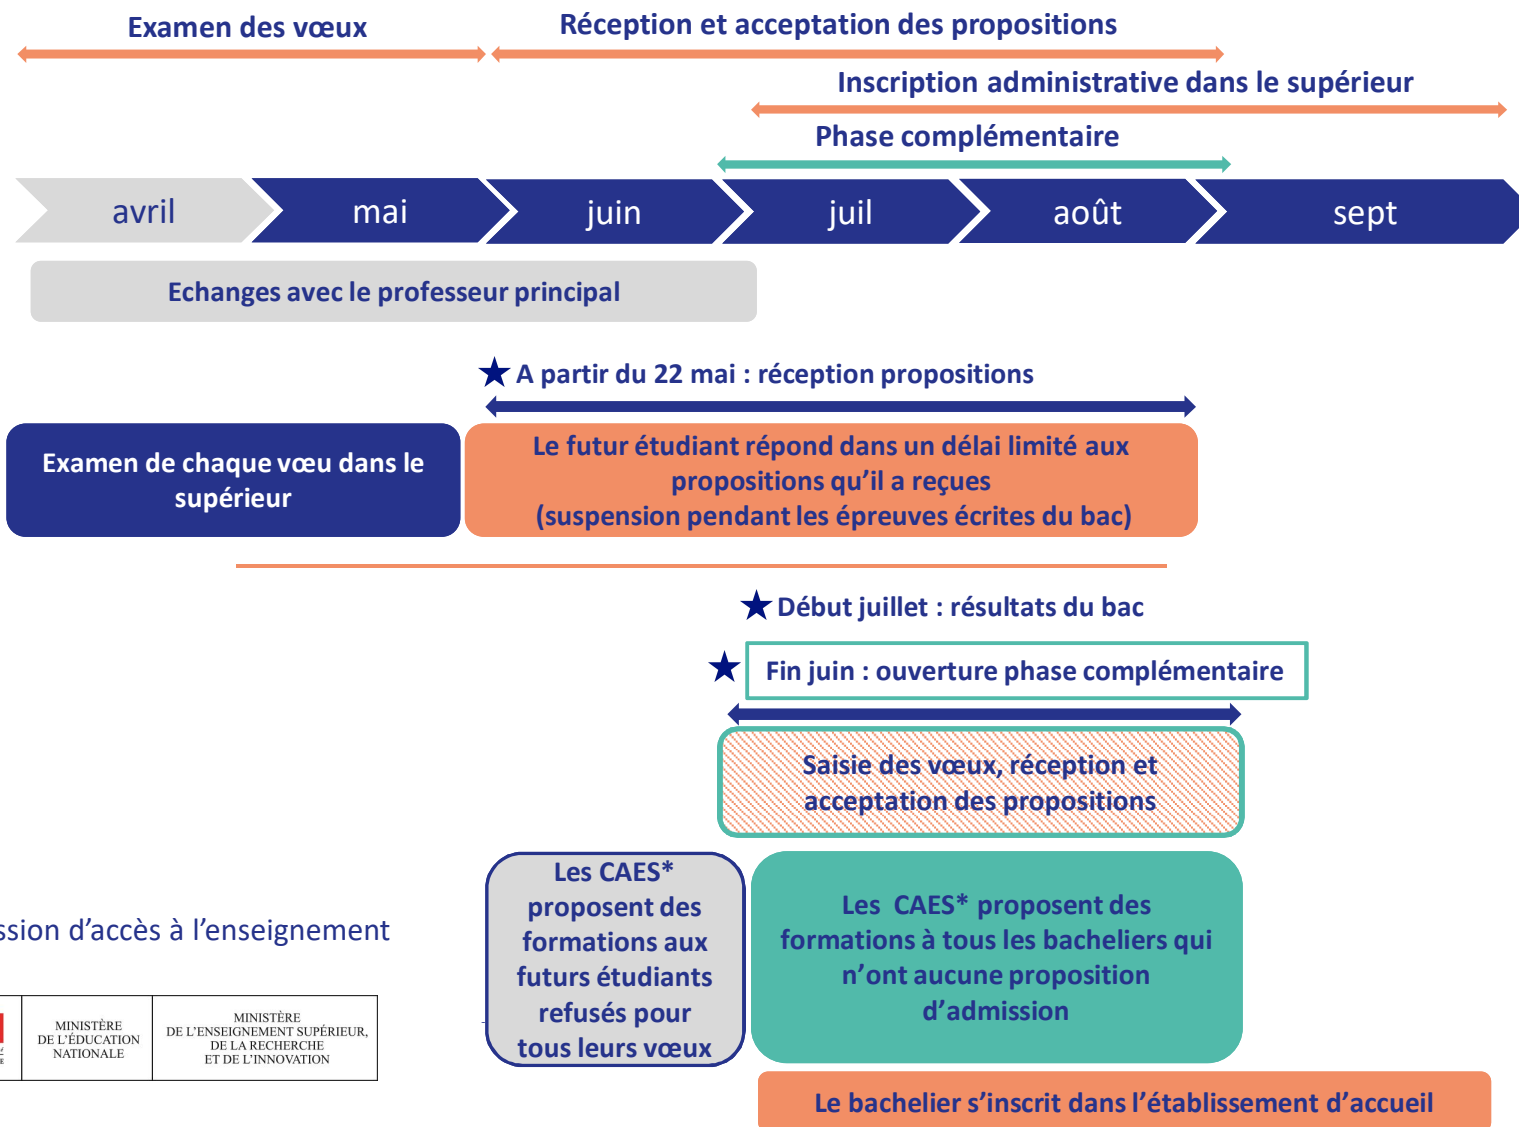 Examen des vœux
Réception et acceptation des propositions
Inscription administrative dans le supérieur
Phase complémentaire
avril
mai
juin
juil
août
sept
Echanges avec le professeur principal
A partir du 22 mai : réception propositions
Examen de chaque vœu dans le
supérieur
Le futur étudiant répond dans un délai limité aux
propositions qu’il a reçues
(suspension pendant les épreuves écrites du bac)
Début juillet : résultats du bac
Fin juin : ouverture phase complémentaire
Saisie des vœux, réception et
acceptation des propositions
Les CAES*
proposent des
formations aux
futurs étudiants
refusés pour
tous leurs vœux
Les CAES* proposent des
formations à tous les bacheliers qui
n’ont aucune proposition
d’admission
ssion d’accès à l’enseignement
MINISTÈRE
DE L’ÉDUCATION
NATIONALE
MINISTÈRE
DE L’ENSEIGNEMENT SUPÉRIEUR,
DE LA RECHERCHE
ET DE L’INNOVATION
Le bachelier s’inscrit dans l’établissement d’accueil